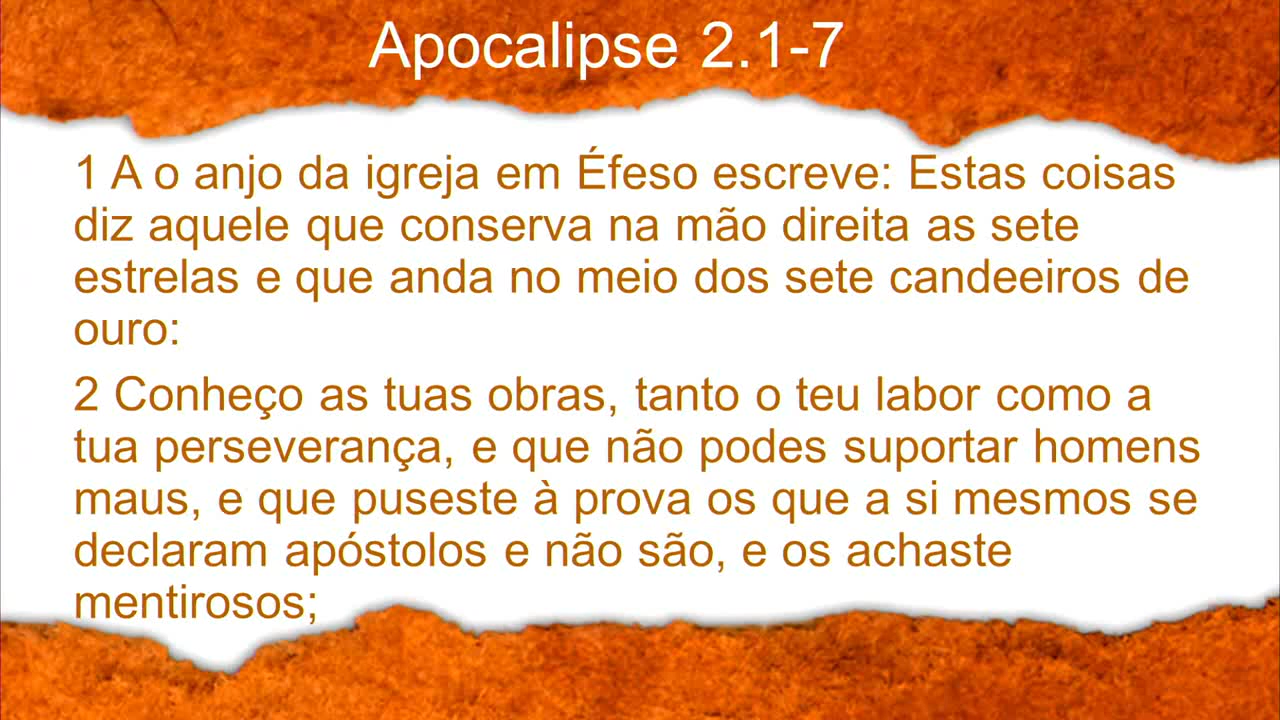 Apocalipse 2.1-7
1 A o anjo da igreja em Éfeso escreve: Estas coisas
diz aquele que conserva na mão direita as sete
estrelas e que anda no meio dos sete candeeiros de
ouro:
2 Conheço as tuas obras, tanto o teu labor como a
tua perseverança, e que não podes suportar homens
maus, e que puseste à prova os que a si mesmos se
declaram apóstolos e não são, e os achaste
mentirosos;